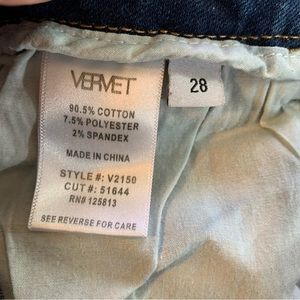 VERVET
28
90.5% COTTON
7.5% POLYESTER
2% SPANDEX
MADE IN CHINA
STYLE #: V2150
CUT #: 51644
RN# 125813
SEE REVERSE FOR CARE